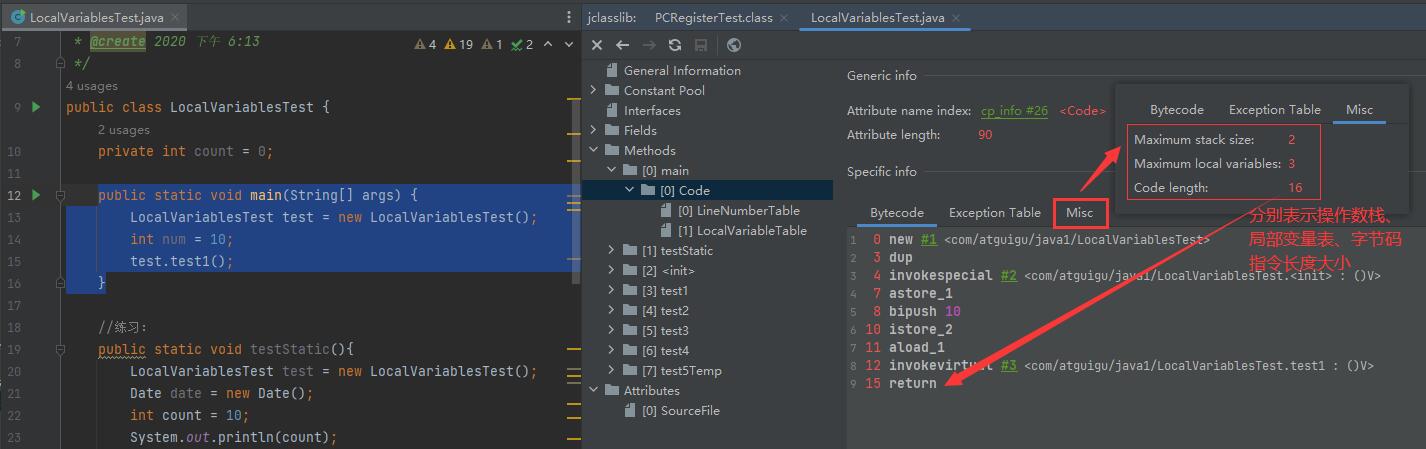 LocalVariablesTest.java
7 * @create 2020 下午 6:13
4 19 1 2
8 */
4 usages
9 public class LocalVariablesTest {
2 usages
10 private int count = 0;
11
12 public static void main(String[] args) {
13 LocalVariablesTest test = new LocalVariablesTest();
14 int num = 10;
15 test.test1();
16 }
17
18 //练习：
19 public static void testStatic(){
20 LocalVariablesTest test = new LocalVariablesTest();
21 Date date = new Date();
22 int count = 10;
23 System.out.println(count);
jclasslib: PCRegisterTest.class LocalVariablesTest.java
General Information
Constant Pool
Interfaces
Fields
Methods
[0] main
[0] Code
[0] LineNumberTable
[1] LocalVariableTable
[1] testStatic
[2] <init>
[3] test1
[4] test2
[5] test3
[6] test4
[7] test5Temp
Attributes
[0] SourceFile
Generic info
Attribute name index: cp_info #26 <Code>
Attribute length: 90
Specific info
Bytecode Exception Table Misc
1 0 new #1 <com/atguigu/java1/LocalVariablesTest>
2 3 dup
3 4 invokespecial #2 <com/atguigu/java1/LocalVariablesTest.<init> : ()V>
4 7 astore_1
5 8 bipush 10
6 10 istore_2
7 11 aload_1
8 12 invokevirtual #3 <com/atguigu/java1/LocalVariablesTest.test1 : ()V>
9 15 return
Bytecode Exception Table Misc
Maximum stack size: 2
Maximum local variables: 3
Code length: 16
分别表示操作数栈、
局部变量表、字节码
指令长度大小